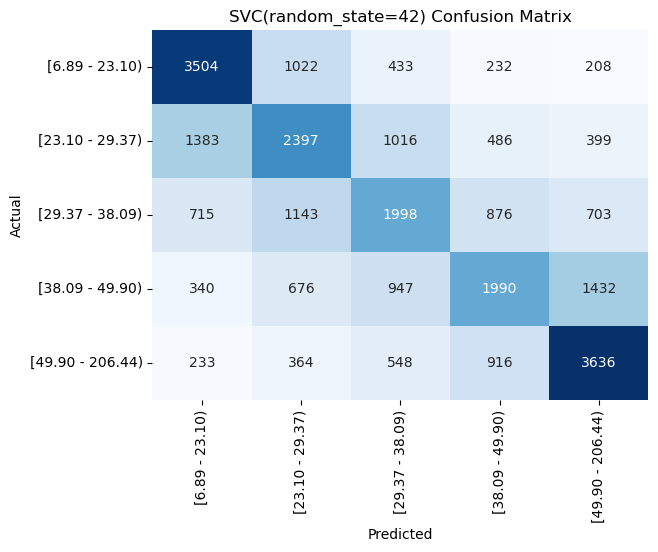 SVC(random_state=42) Confusion Matrix
Actual
[6.89 - 23.10) 3504 1022 433 232 208
[23.10 - 29.37) 1383 2397 1016 486 399
[29.37 - 38.09) 715 1143 1998 876 703
[38.09 - 49.90) 340 676 947 1990 1432
[49.90 - 206.44) 233 364 548 916 3636
[6.89 - 23.10)
[23.10 - 29.37)
[29.37 - 38.09)
[38.09 - 49.90)
[49.90 - 206.44)
Predicted